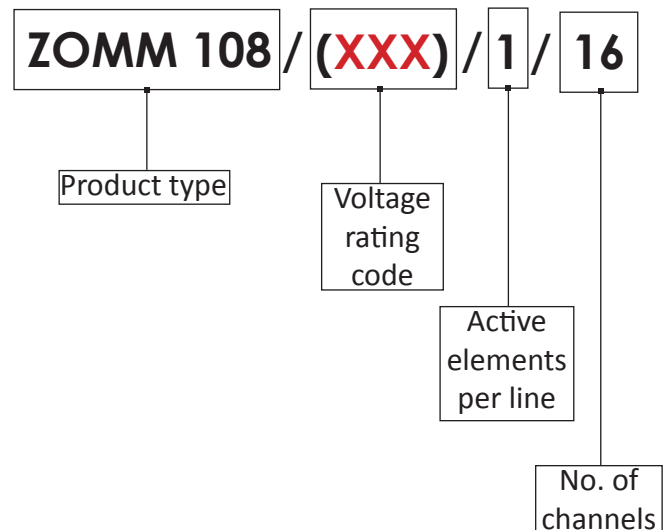 ZOMM 108/(XXX)/1/ 16
Product type
Voltage
rating
code
Active
elements
per line
No. of
channels